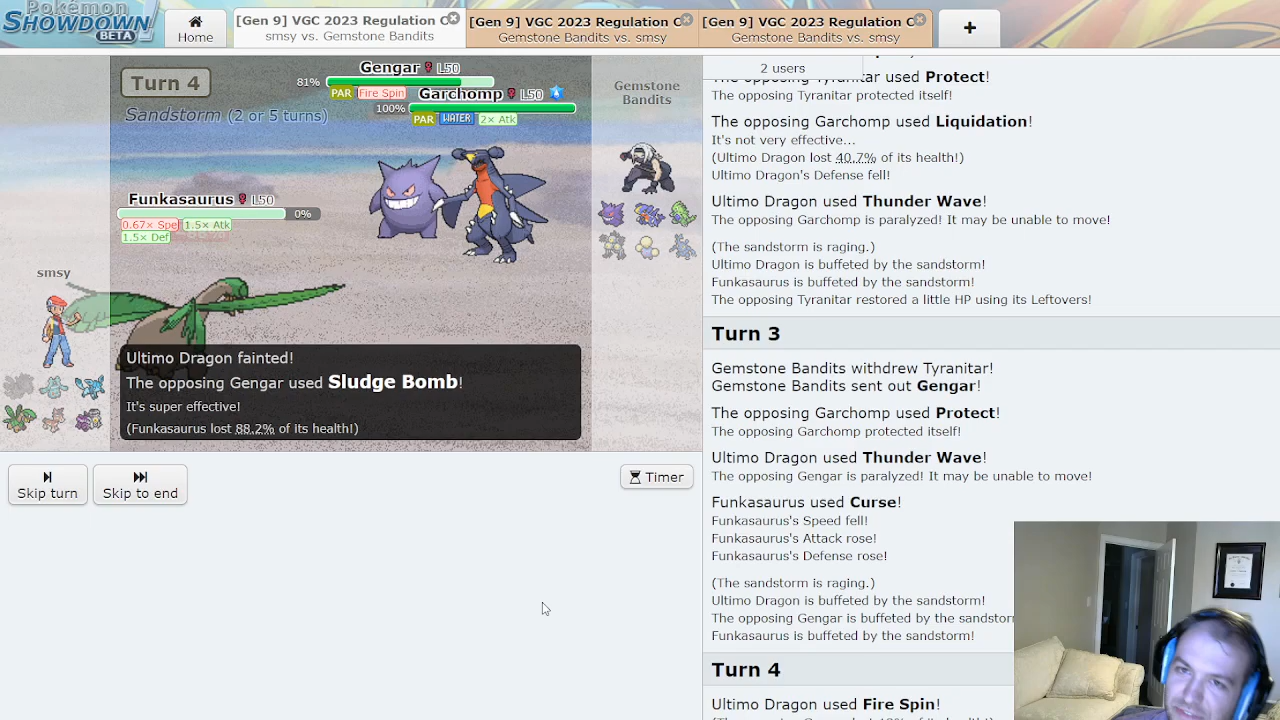 Pokémon
SHOWDOWN
BETA
Home
[Gen 9] VGC 2023 Regulation C
smsy vs. Gemstone Bandits
[Gen 9] VGC 2023 Regulation C
Gemstone Bandits vs. smsy
[Gen 9] VGC 2023 Regulation C
Gemstone Bandits vs. smsy
+
Turn 4
Sandstorm (2 or 5 turns)
Gengar L50
81%
PAR Fire Spin
Garchomp L50
100%
PAR WATER 2× Atk
Gemstone
Bandits
Funkasaurus L50
0%
0.67× Spe 1.5× Atk
1.5× Def
smsy
Ultimo Dragon fainted!
The opposing Gengar used Sludge Bomb!
It's super effective!
(Funkasaurus lost 88.2% of its health!)
Skip turn
Skip to end
Timer
2 users
The opposing Tyranitar used Protect!
The opposing Tyranitar protected itself!
The opposing Garchomp used Liquidation!
It's not very effective...
(Ultimo Dragon lost 40.7% of its health!)
Ultimo Dragon's Defense fell!
Ultimo Dragon used Thunder Wave!
The opposing Garchomp is paralyzed! It may be unable to move!
(The sandstorm is raging.)
Ultimo Dragon is buffeted by the sandstorm!
Funkasaurus is buffeted by the sandstorm!
The opposing Tyranitar restored a little HP using its Leftovers!
Turn 3
Gemstone Bandits withdrew Tyranitar!
Gemstone Bandits sent out Gengar!
The opposing Garchomp used Protect!
The opposing Garchomp protected itself!
Ultimo Dragon used Thunder Wave!
The opposing Gengar is paralyzed! It may be unable to move!
Funkasaurus used Curse!
Funkasaurus's Speed fell!
Funkasaurus's Attack rose!
Funkasaurus's Defense rose!
(The sandstorm is raging.)
Ultimo Dragon is buffeted by the sandstorm!
The opposing Gengar is buffeted by the sandstor
Funkasaurus is buffeted by the sandstorm!
Turn 4
Ultimo Dragon used Fire Spin!